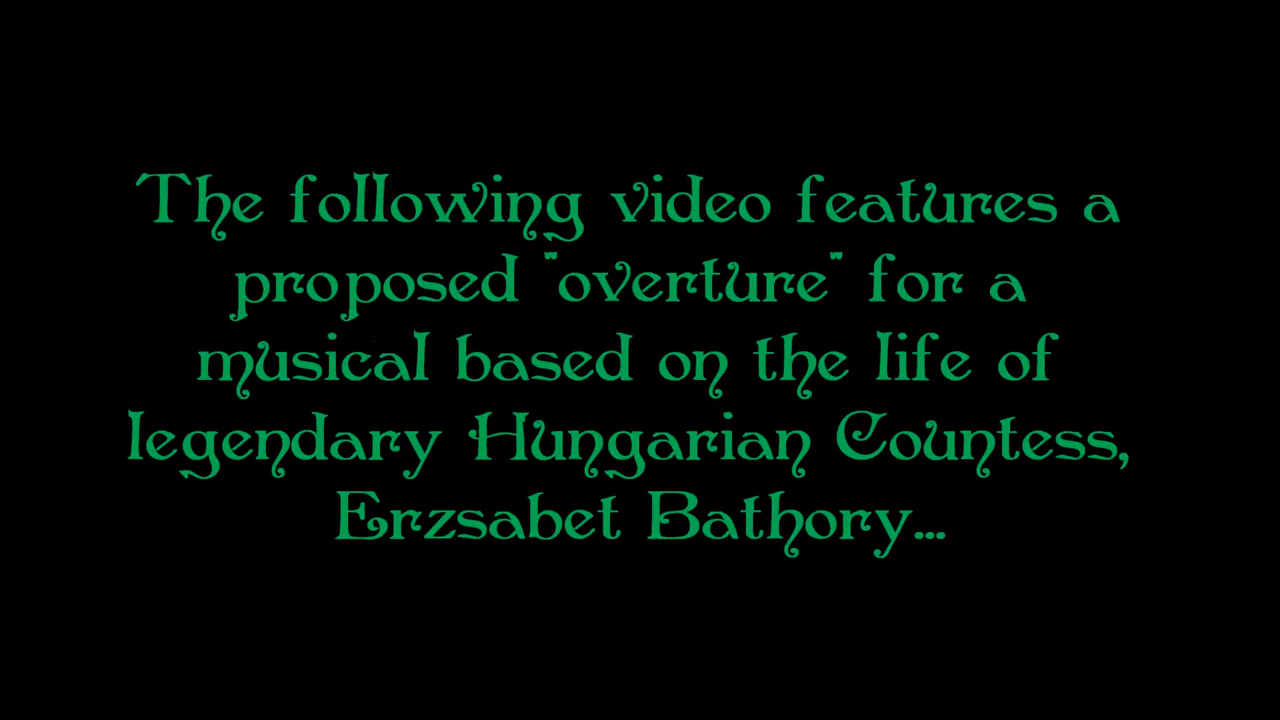 The following video features a
proposed "overture" for a
musical based on the life of
legendary Hungarian Countess,
Erzsabet Bathory...